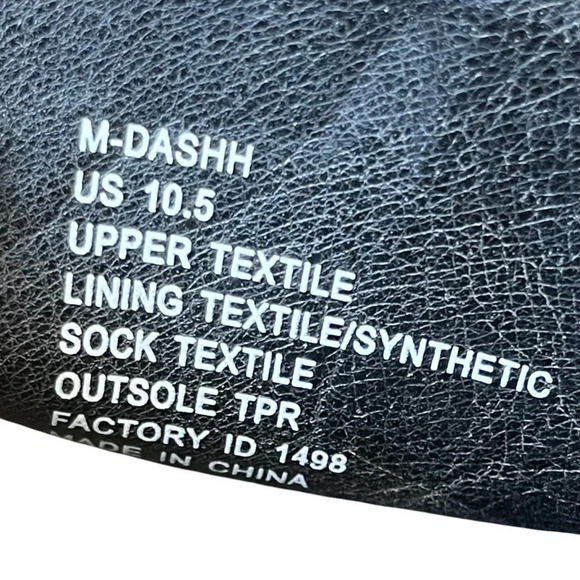 M-DASHH
US 10.5
UPPER TEXTILE
LINING TEXTILE/SYNTHETIC
SOCK TEXTILE
OUTSOLE TPR
FACTORY ID 1498
MADE IN CHINA